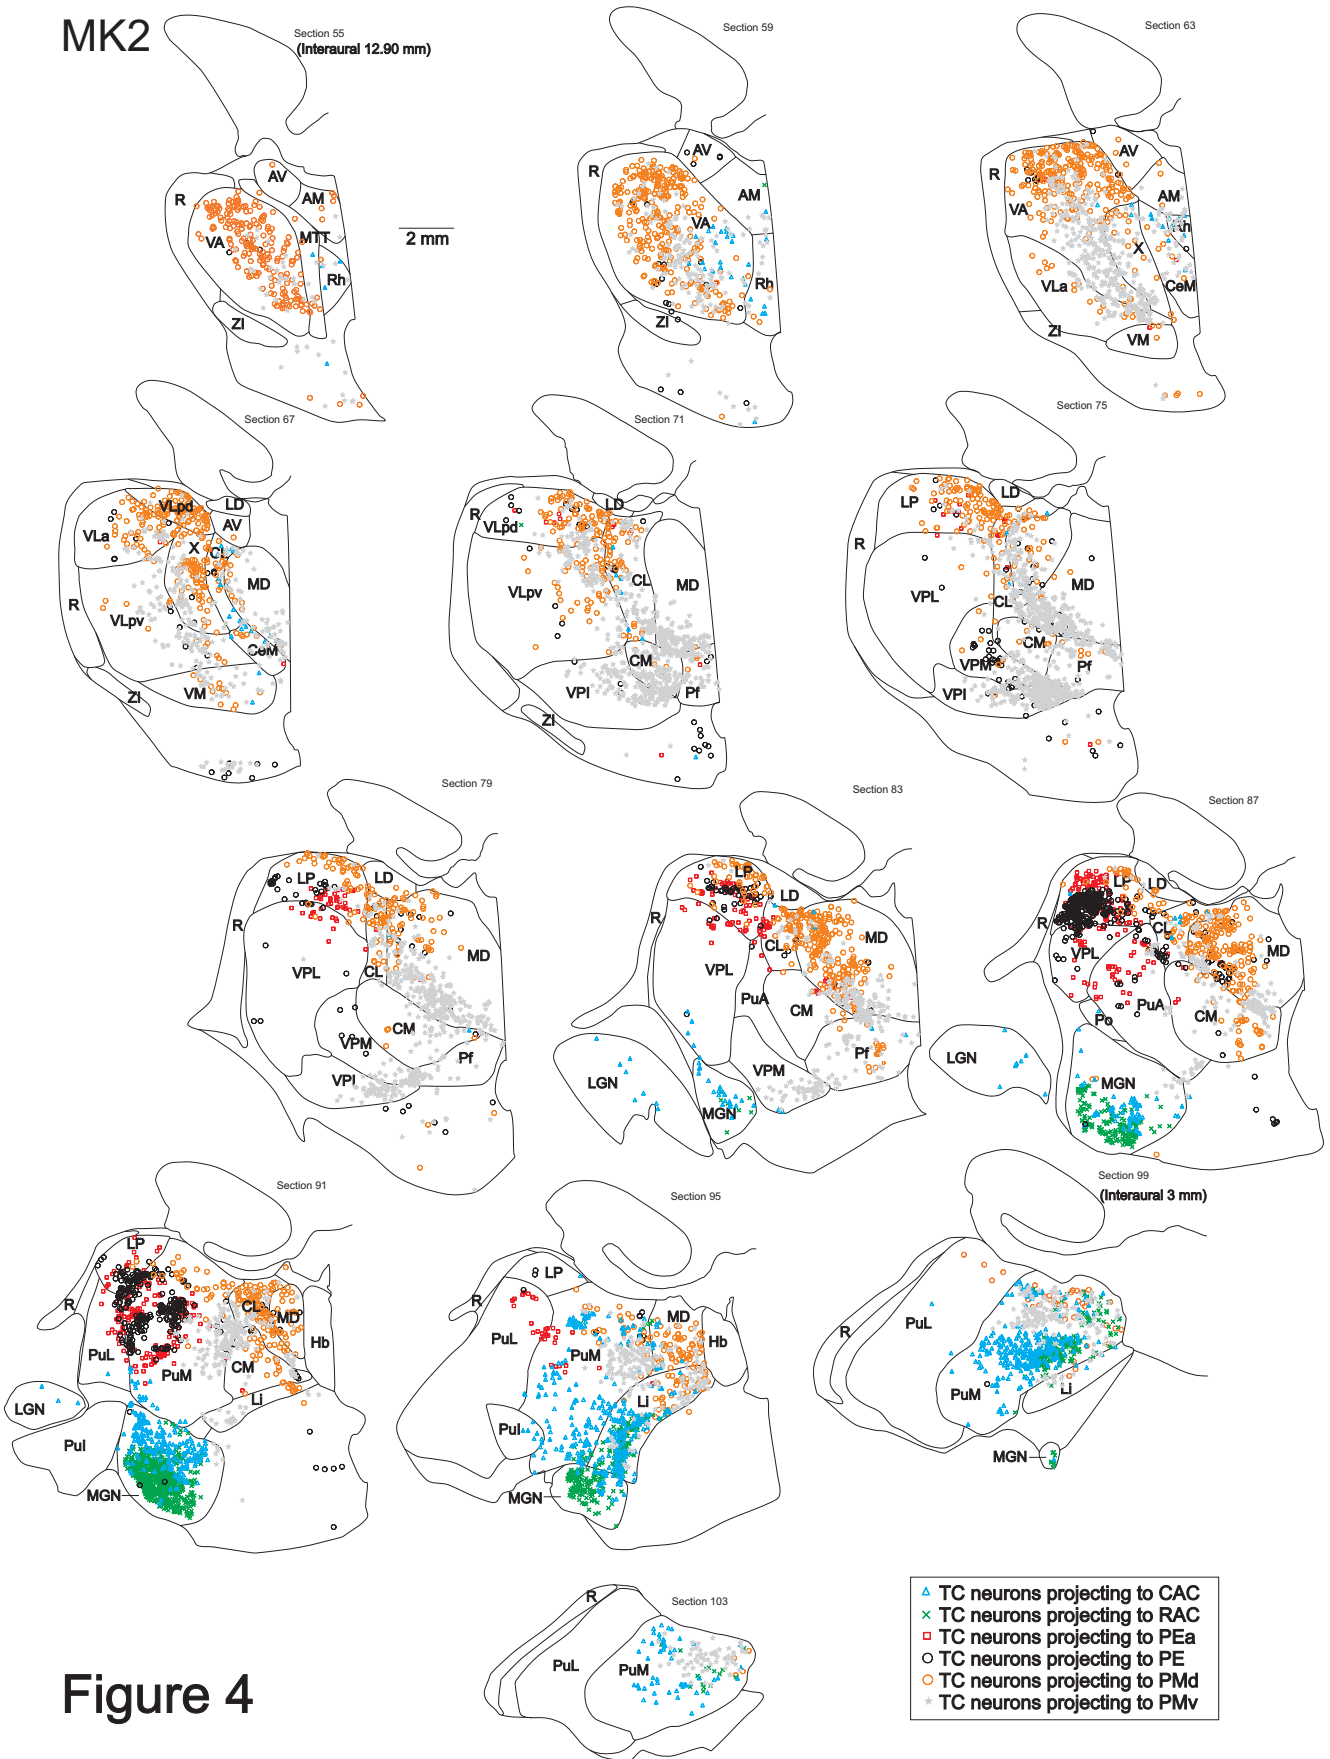 MK2
Section 55
(Interaural 12.90 mm)
Section 59
Section 63
AV
R
AM
VA
MTT
Rh
ZI
2 mm
AV
R
AM
VA
Rh
ZI
AV
R
AM
VA
Rh
X
VLa
CeM
ZI
VM
Section 67
Section 71
Section 75
VLpd
LD
VLa
AV
X
CL
MD
R
VLpv
CeM
VM
ZI
R
VLpd
LD
CL
MD
VLpv
CM
VPI
Pf
ZI
LP
LD
R
VPL
MD
CL
CM
VPM
Pf
VPI
Section 79
Section 83
Section 87
LP
LD
R
VPL
CL
MD
CM
VPM
Pf
VPI
LP
LD
R
CL
MD
VPL
PuA
CM
Pf
VPM
LGN
MGN
LP
LD
R
CL
VPL
MD
PuA
Po
CM
LGN
MGN
Section 91
Section 95
Section 99
(Interaural 3 mm)
LP
R
CL
MD
Hb
PuL
PuM
CM
Li
LGN
PuI
MGN
LP
R
MD
PuL
PuM
Hb
Li
PuI
MGN
R
PuL
PuM
Li
MGN
Section 103
R
PuL
PuM
TC neurons projecting to CAC
TC neurons projecting to RAC
TC neurons projecting to PEa
TC neurons projecting to PE
TC neurons projecting to PMd
TC neurons projecting to PMv
Figure 4